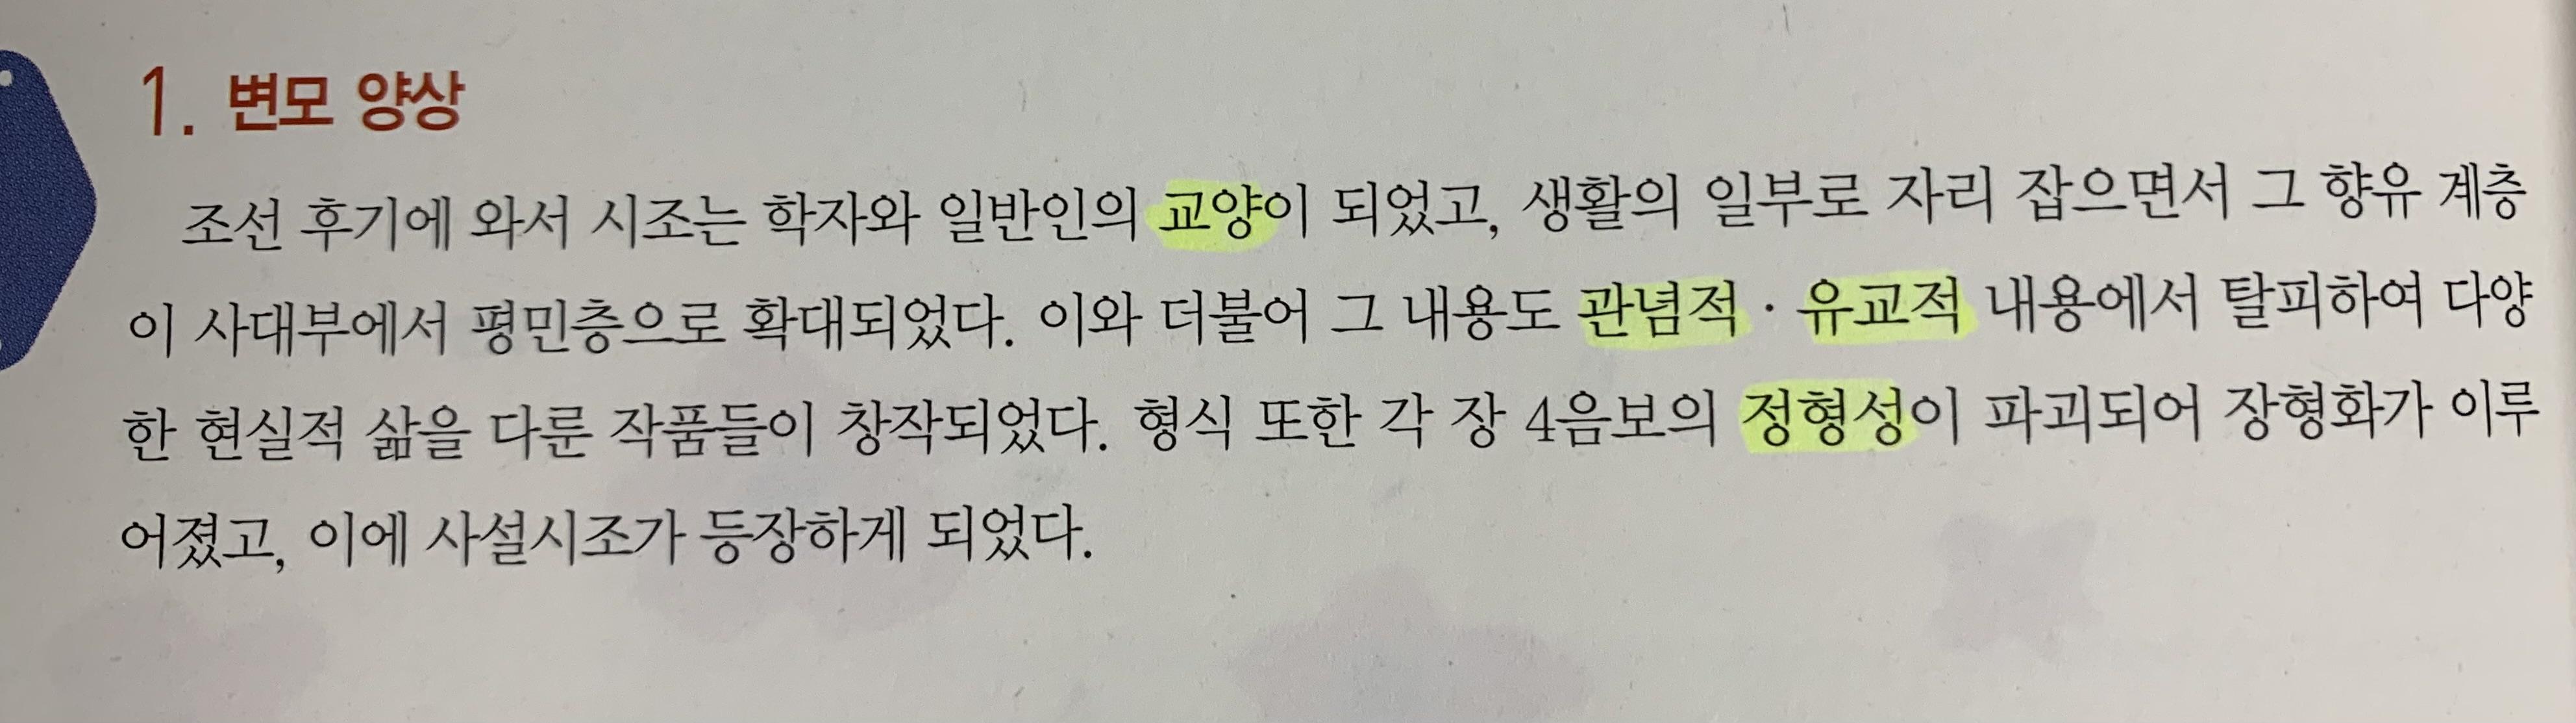 1. 변모 양상
조선 후기에 와서 시조는 학자와 일반인의 교양이 되었고, 생활의 일부로 자리 잡으면서 그 향유 계층
이 사대부에서 평민층으로 확대되었다. 이와 더불어 그 내용도 관념적 · 유교적 내용에서 탈피하여 다양
한 현실적 삶을 다룬 작품들이 창작되었다. 형식 또한 각 장 4음보의 정형성이 파괴되어 장형화가 이루
어졌고, 이에 사설시조가 등장하게 되었다.